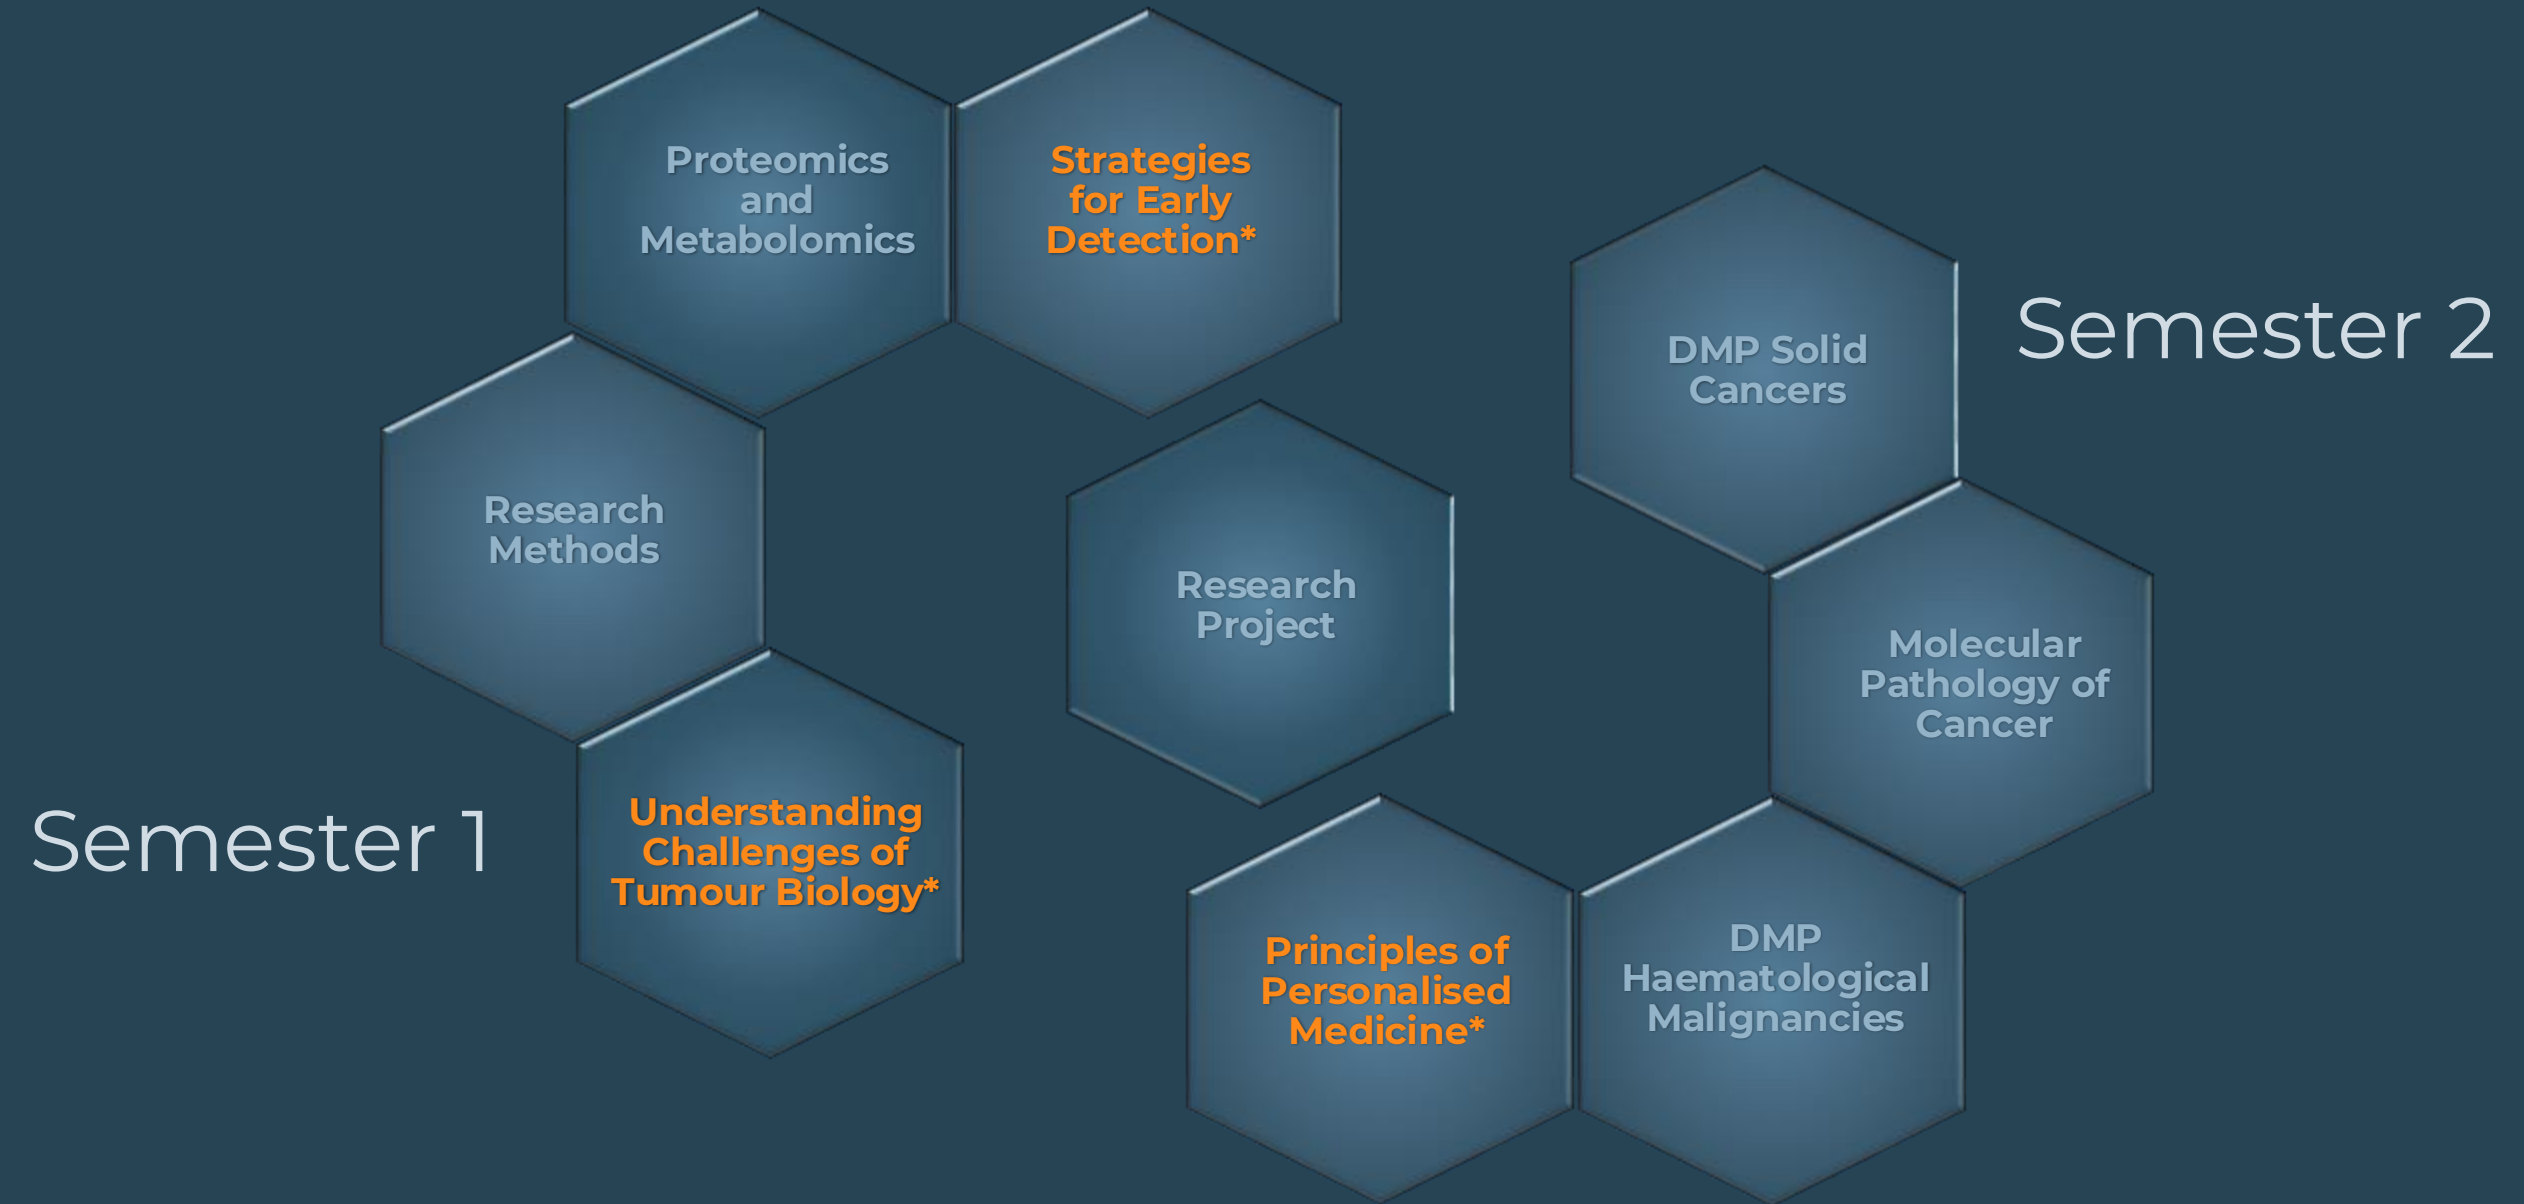 Proteomics
and
Metabolomics
Strategies
for Early
Detection*
Research
Methods
Understanding
Challenges of
Tumour Biology*
Semester 1
Research
Project
Semester 2
DMP Solid
Cancers
Molecular
Pathology of
Cancer
DMP
Haematological
Malignancies
Principles of
Personalised
Medicine*